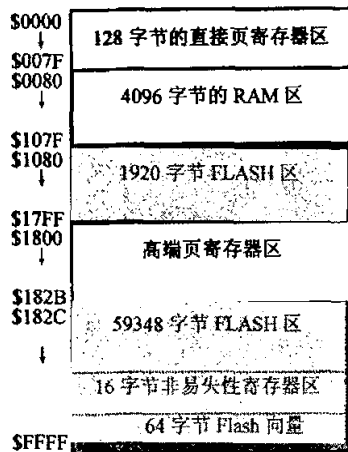 $0000
128 字节的直接页寄存器区
$007F
$0080
4096 字节的 RAM 区
$107F
$1080
1920 字节 FLASH 区
$17FF
$1800
高端页寄存器区
$182B
$182C
59348 字节 FLASH 区
16 字节非易失性寄存器区
64 字节 Flash 向量
$FFFF